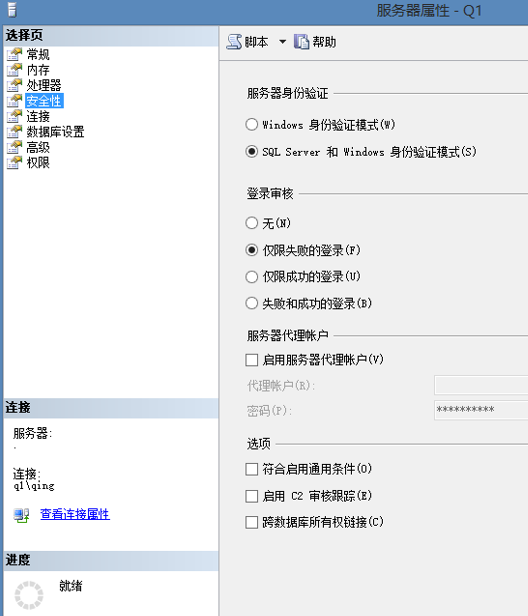 服务器属性 - Q1
选择页
常规
内存
处理器
安全性
连接
数据库设置
高级
权限
脚本
帮助
服务器身份验证
Windows 身份验证模式(W)
SQL Server 和 Windows 身份验证模式(S)
登录审核
无(N)
仅限失败的登录(F)
仅限成功的登录(U)
失败和成功的登录(B)
服务器代理帐户
启用服务器代理帐户(V)
代理帐户(R):
密码(P):
**********
选项
符合启用通用条件(O)
启用 C2 审核跟踪(E)
跨数据库所有权链接(C)
连接
服务器:
.
连接:
q1\qing
查看连接属性
进度
就绪